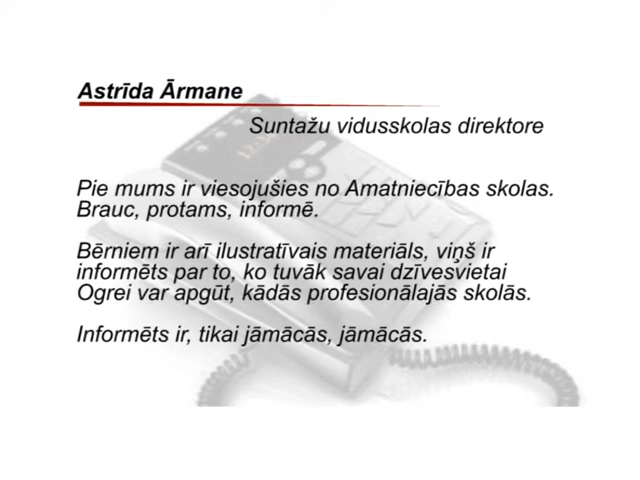 Astrīda Ārmane
Suntažu vidusskolas direktore
Pie mums ir viesojušies no Amatniecības skolas.
Brauc, protams, informē.
Bērniem ir arī ilustratīvais materiāls, viņš ir
informēts par to, ko tuvāk savai dzīvesvietai
Ogrei var apgūt, kādās profesionālajās skolās.
Informēts ir, tikai jāmācās, jāmācās.